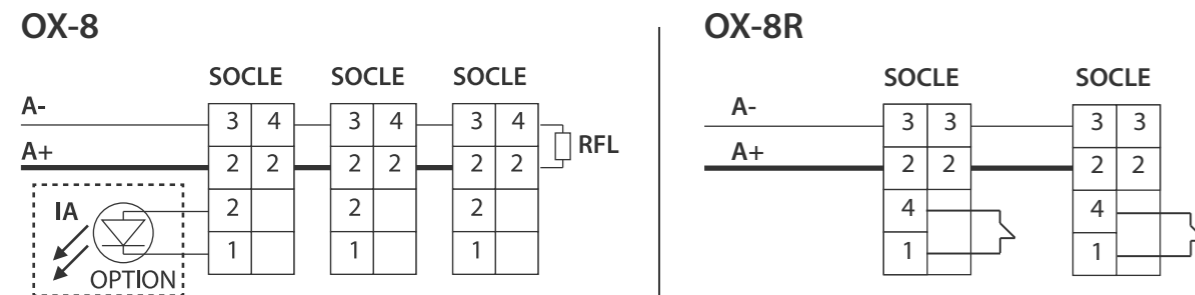 OX-8
SOCLE SOCLE SOCLE
A- 3 4 3 4 3 4
A+ 2 2 2 2 2 2 RFL
IA 2 2 2
1 1 1
OPTION
OX-8R
SOCLE SOCLE
A- 3 3 3 3
A+ 2 2 2 2
4 4
1 1